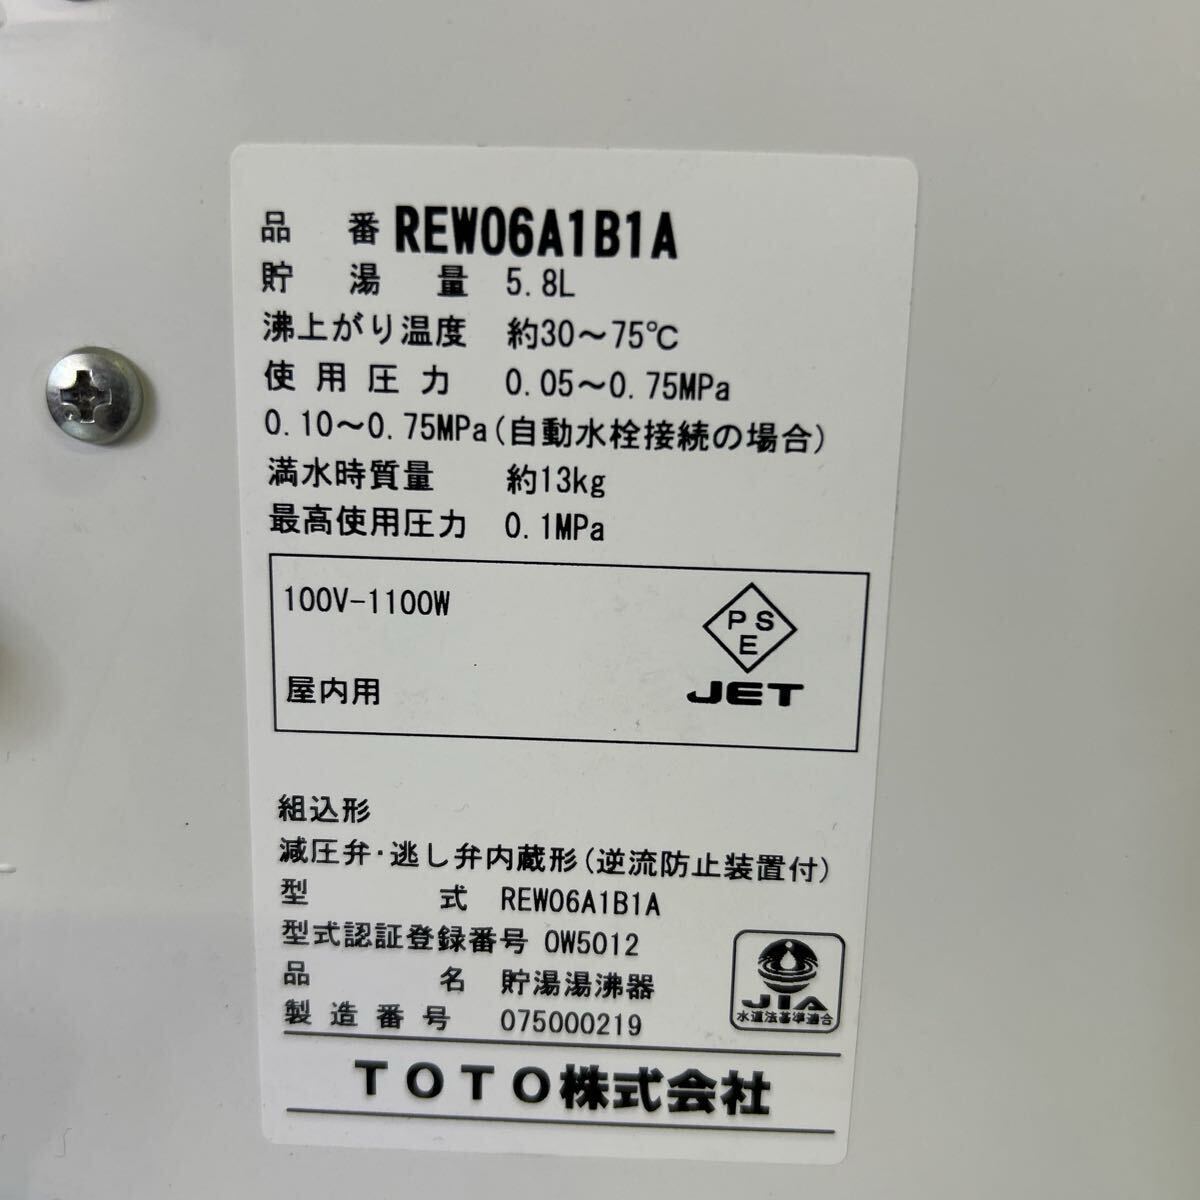 品番 REW06A1B1A
貯湯量 5.8L
沸上がり温度 約30～75℃
使用圧力 0.05～0.75MPa
0.10～0.75MPa(自動水栓接続の場合)
満水時質量 約13kg
最高使用圧力 0.1MPa
100V-1100W
PSE
JET
屋内用
組込形
減圧弁・逃し弁内蔵形(逆流防止装置付)
型式 REW06A1B1A
型式認証登録番号 OW5012
品名 貯湯湯沸器
製造番号 075000219
JIA
水道法基準適合
TOTO株式会社